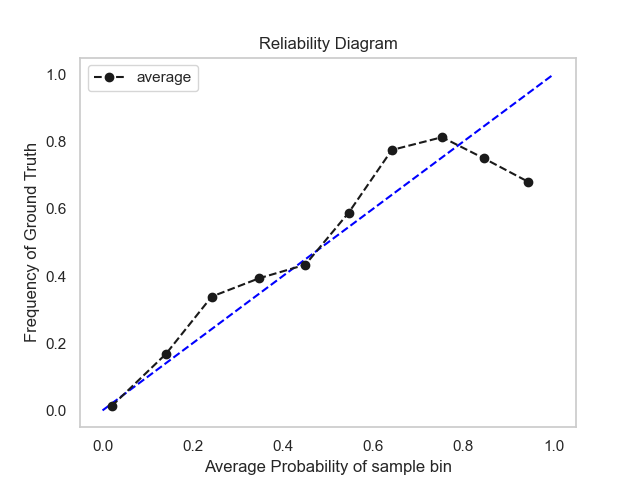 Reliability Diagram
average
Frequency of Ground Truth
1.0
0.8
0.6
0.4
0.2
0.0
0.0 0.2 0.4 0.6 0.8 1.0
Average Probability of sample bin